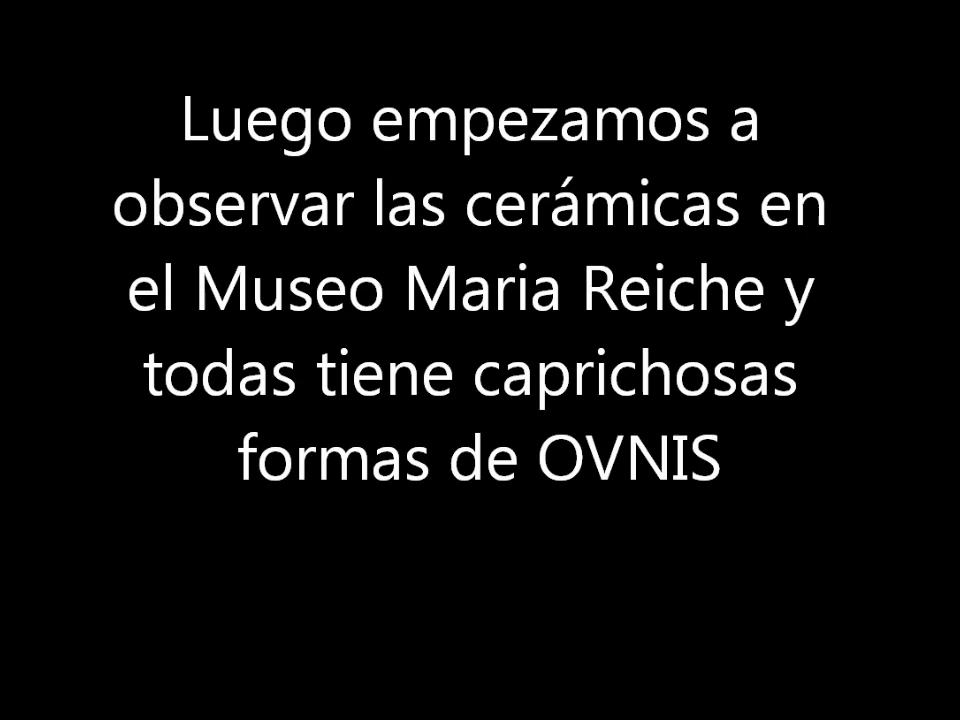 Luego empezamos a
observar las cerámicas en
el Museo Maria Reiche y
todas tiene caprichosas
formas de OVNIS